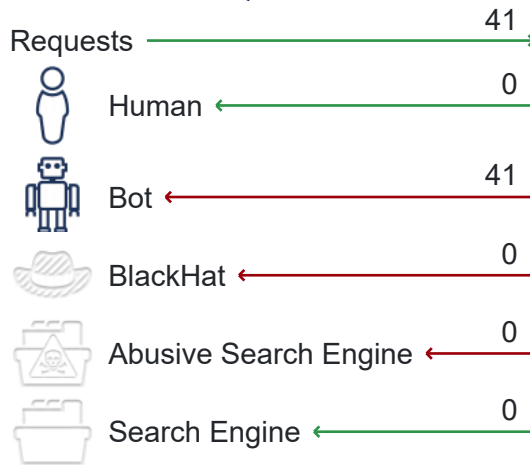 Requests 41
Human 0
Bot 41
BlackHat 0
Abusive Search Engine 0
Search Engine 0